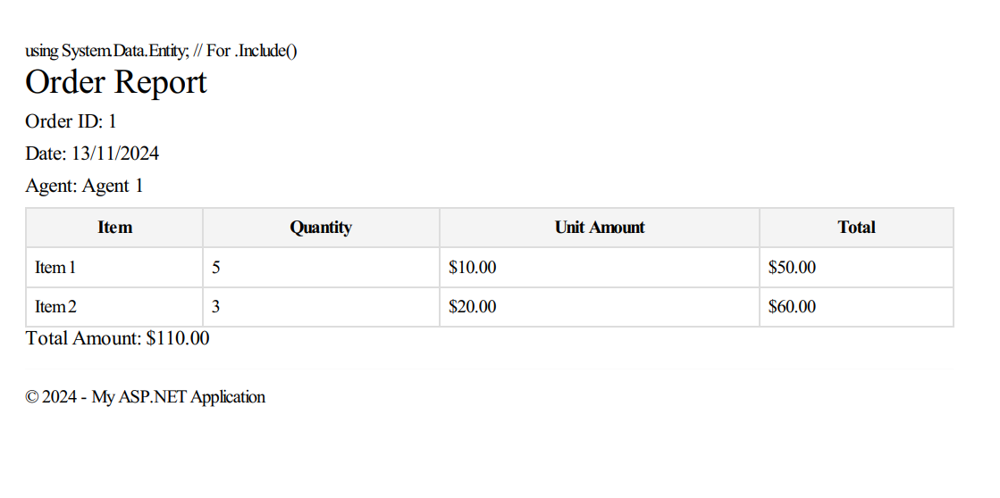 using System.Data.Entity; // For .Include()
Order Report
Order ID: 1
Date: 13/11/2024
Agent: Agent 1
Item Quantity Unit Amount Total
Item 1 5 $10.00 $50.00
Item 2 3 $20.00 $60.00
Total Amount: $110.00
© 2024 - My ASP.NET Application